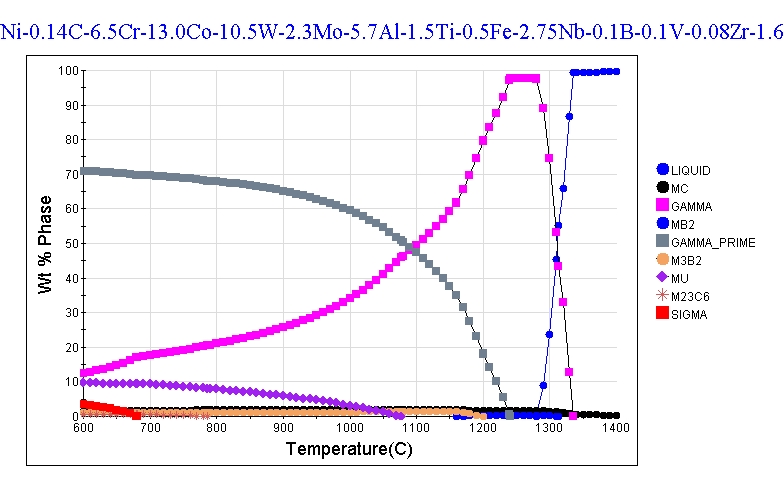 Ni-0.14C-6.5Cr-13.0Co-10.5W-2.3Mo-5.7Al-1.5Ti-0.5Fe-2.75Nb-0.1B-0.1V-0.08Zr-1.6
100
90
80
70
60
50
40
30
20
10
0
Wt % Phase
600 700 800 900 1000 1100 1200 1300 1400
Temperature(C)
LIQUID
MC
GAMMA
MB2
GAMMA_PRIME
M3B2
MU
M23C6
SIGMA